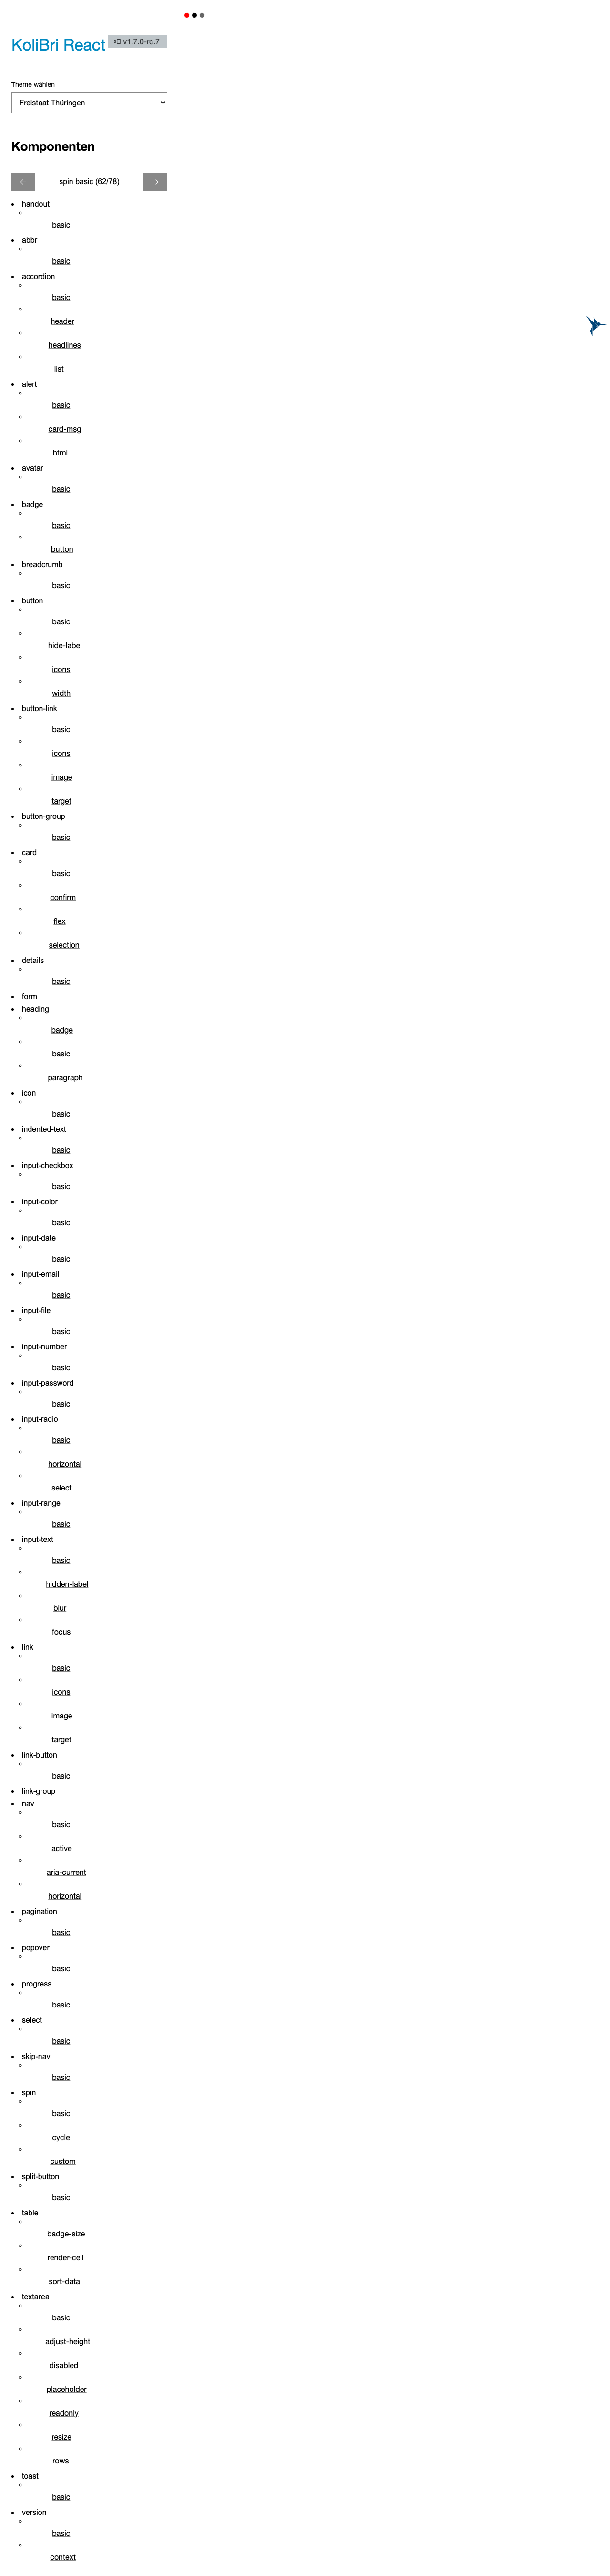 KoliBri React
v1.7.0-rc.7
Theme wählen
Freistaat Thüringen
Komponenten
← spin basic (62/78) →
handout
basic
abbr
basic
accordion
basic
header
headlines
list
alert
basic
card-msg
html
avatar
basic
badge
basic
button
breadcrumb
basic
button
basic
hide-label
icons
width
button-link
basic
icons
image
target
button-group
basic
card
basic
confirm
flex
selection
details
basic
form
heading
badge
basic
paragraph
icon
basic
indented-text
basic
input-checkbox
basic
input-color
basic
input-date
basic
input-email
basic
input-file
basic
input-number
basic
input-password
basic
input-radio
basic
horizontal
select
input-range
basic
input-text
basic
hidden-label
blur
focus
link
basic
icons
image
target
link-button
basic
link-group
nav
basic
active
aria-current
horizontal
pagination
basic
popover
basic
progress
basic
select
basic
skip-nav
basic
spin
basic
cycle
custom
split-button
basic
table
badge-size
render-cell
sort-data
textarea
basic
adjust-height
disabled
placeholder
readonly
resize
rows
toast
basic
version
basic
context